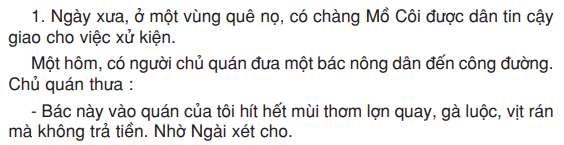 1. Ngày xưa, ở một vùng quê nọ, có chàng Mồ Côi được dân tin cậy
giao cho việc xử kiện.
Một hôm, có người chủ quán đưa một bác nông dân đến công đường.
Chủ quán thưa :
- Bác này vào quán của tôi hít hết mùi thơm lợn quay, gà luộc, vịt rán
mà không trả tiền. Nhờ Ngài xét cho.